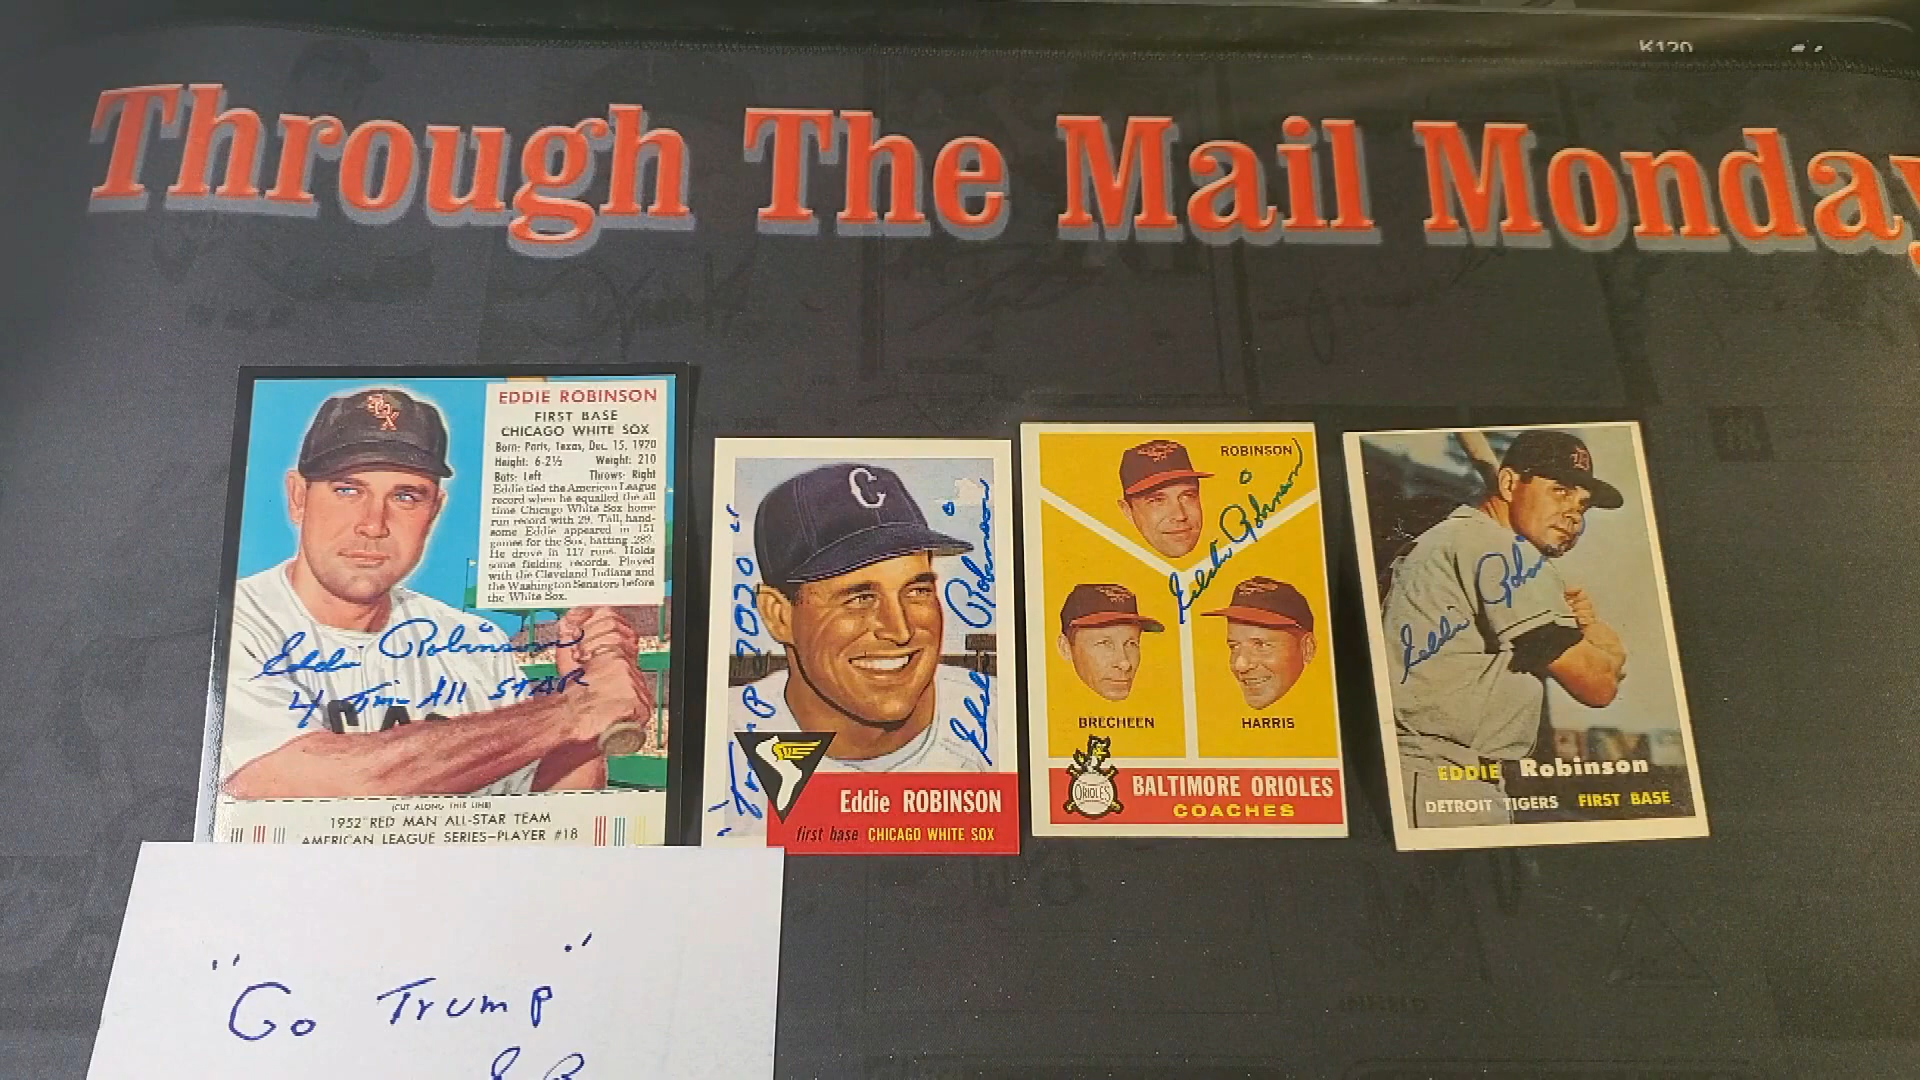 K120
Through The Mail Monday
EDDIE ROBINSON
FIRST BASE
CHICAGO WHITE SOX
Born: Paris, Texas, Dec. 15, 1920
Height: 6-2½ Weight: 210
Bats: Left Throws: Right
Eddie tied the American League
record when he equalled the all
time Chicago White Sox home
run record with 29. Tall, hand-
some Eddie appeared in 151
games for the Sox, batting .282.
He drove in 117 runs. Holds
some fielding records. Played
with the Cleveland Indians and
the Washington Senators before
the White Sox.
SOX
Eddie Robinson
4 Time All STAR
(CUT ALONG THIS LINE)
1952 RED MAN ALL-STAR TEAM
AMERICAN LEAGUE SERIES—PLAYER #18
C
"Trump 2020"
Eddie Robinson
Eddie ROBINSON
first base CHICAGO WHITE SOX
ROBINSON
Eddie Robinson
BRECHEEN
HARRIS
ORIOLES
BALTIMORE ORIOLES
COACHES
Eddie Robinson
EDDIE Robinson
DETROIT TIGERS FIRST BASE
"Go Trump"